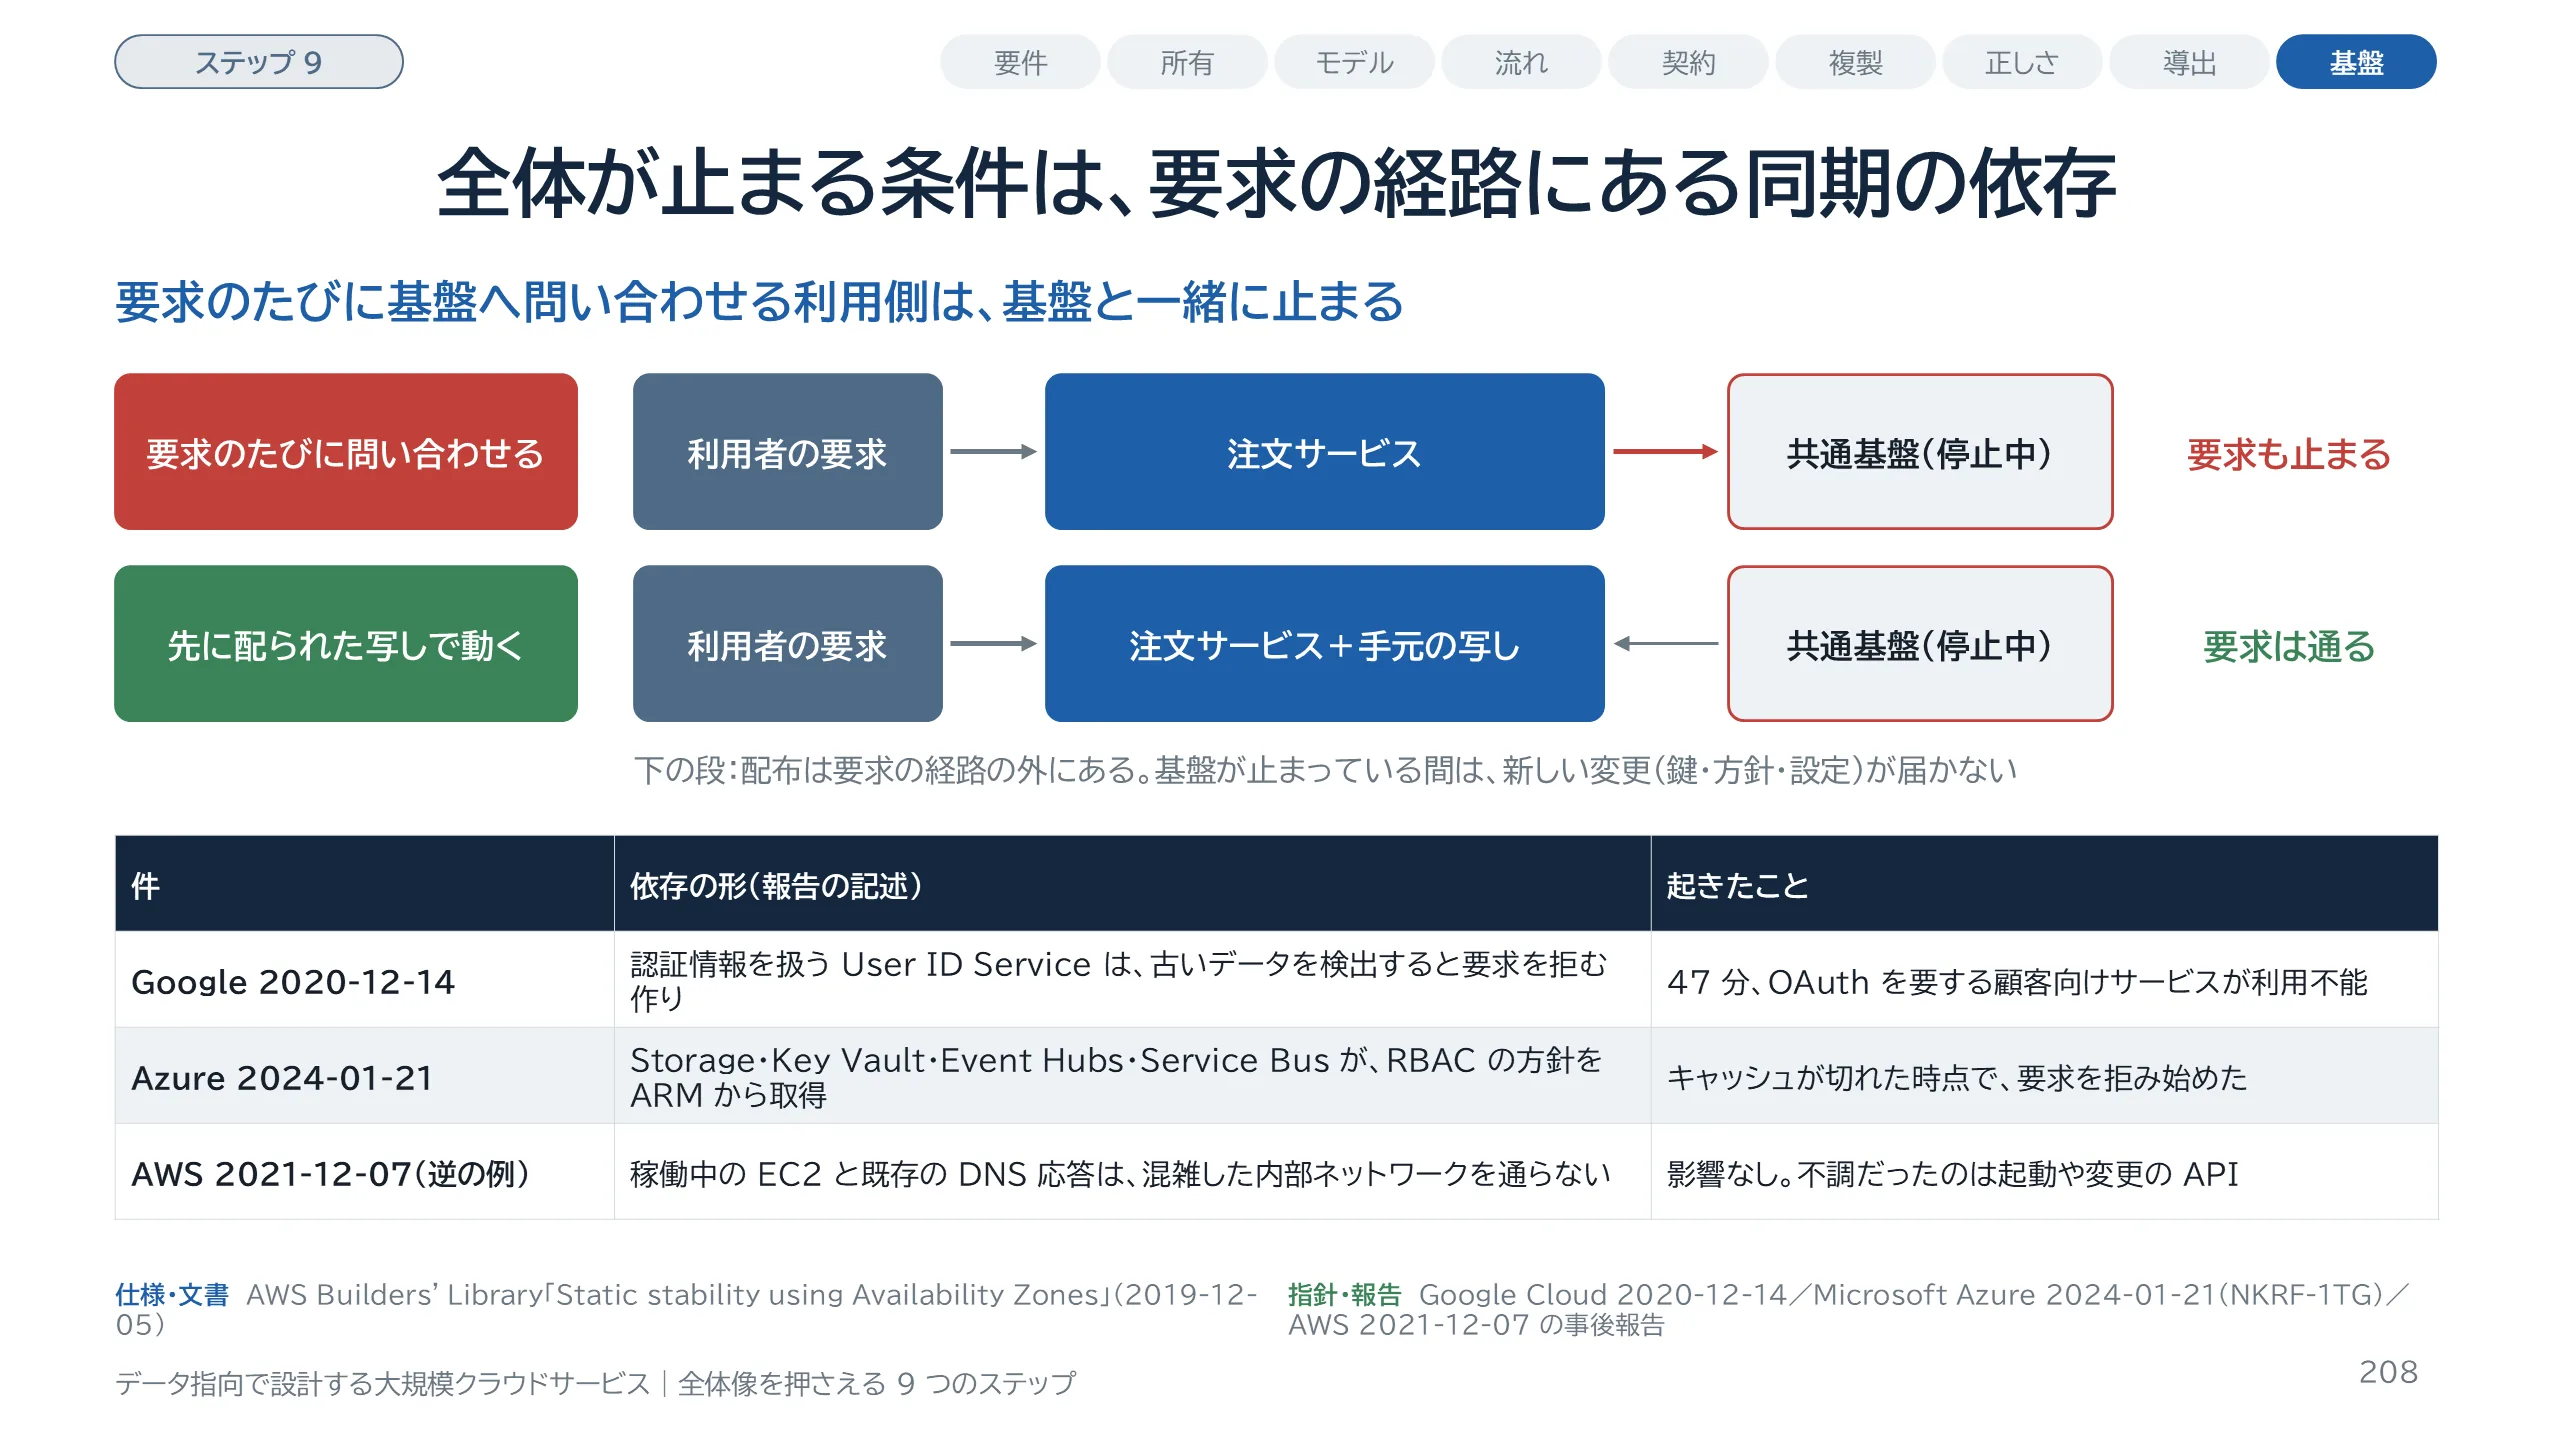 ステップ 9
要件 所有 モデル 流れ 契約 複製 正しさ 導出 基盤
全体が止まる条件は、要求の経路にある同期の依存
要求のたびに基盤へ問い合わせる利用側は、基盤と一緒に止まる
要求のたびに問い合わせる 利用者の要求 注文サービス 共通基盤（停止中） 要求も止まる
先に配られた写しで動く 利用者の要求 注文サービス＋手元の写し 共通基盤（停止中） 要求は通る
下の段：配布は要求の経路の外にある。基盤が止まっている間は、新しい変更（鍵・方針・設定）が届かない
件 依存の形（報告の記述） 起きたこと
Google 2020-12-14
認証情報を扱う User ID Service は、古いデータを検出すると要求を拒む
作り
47 分、OAuth を要する顧客向けサービスが利用不能
Azure 2024-01-21
Storage・Key Vault・Event Hubs・Service Bus が、RBAC の方針を
ARM から取得
キャッシュが切れた時点で、要求を拒み始めた
AWS 2021-12-07（逆の例）
稼働中の EC2 と既存の DNS 応答は、混雑した内部ネットワークを通らない
影響なし。不調だったのは起動や変更の API
仕様・文書 AWS Builders’ Library「Static stability using Availability Zones」（2019-12-
05）
指針・報告 Google Cloud 2020-12-14／Microsoft Azure 2024-01-21（NKRF-1TG）／
AWS 2021-12-07 の事後報告
データ指向で設計する大規模クラウドサービス｜全体像を押さえる 9 つのステップ
208